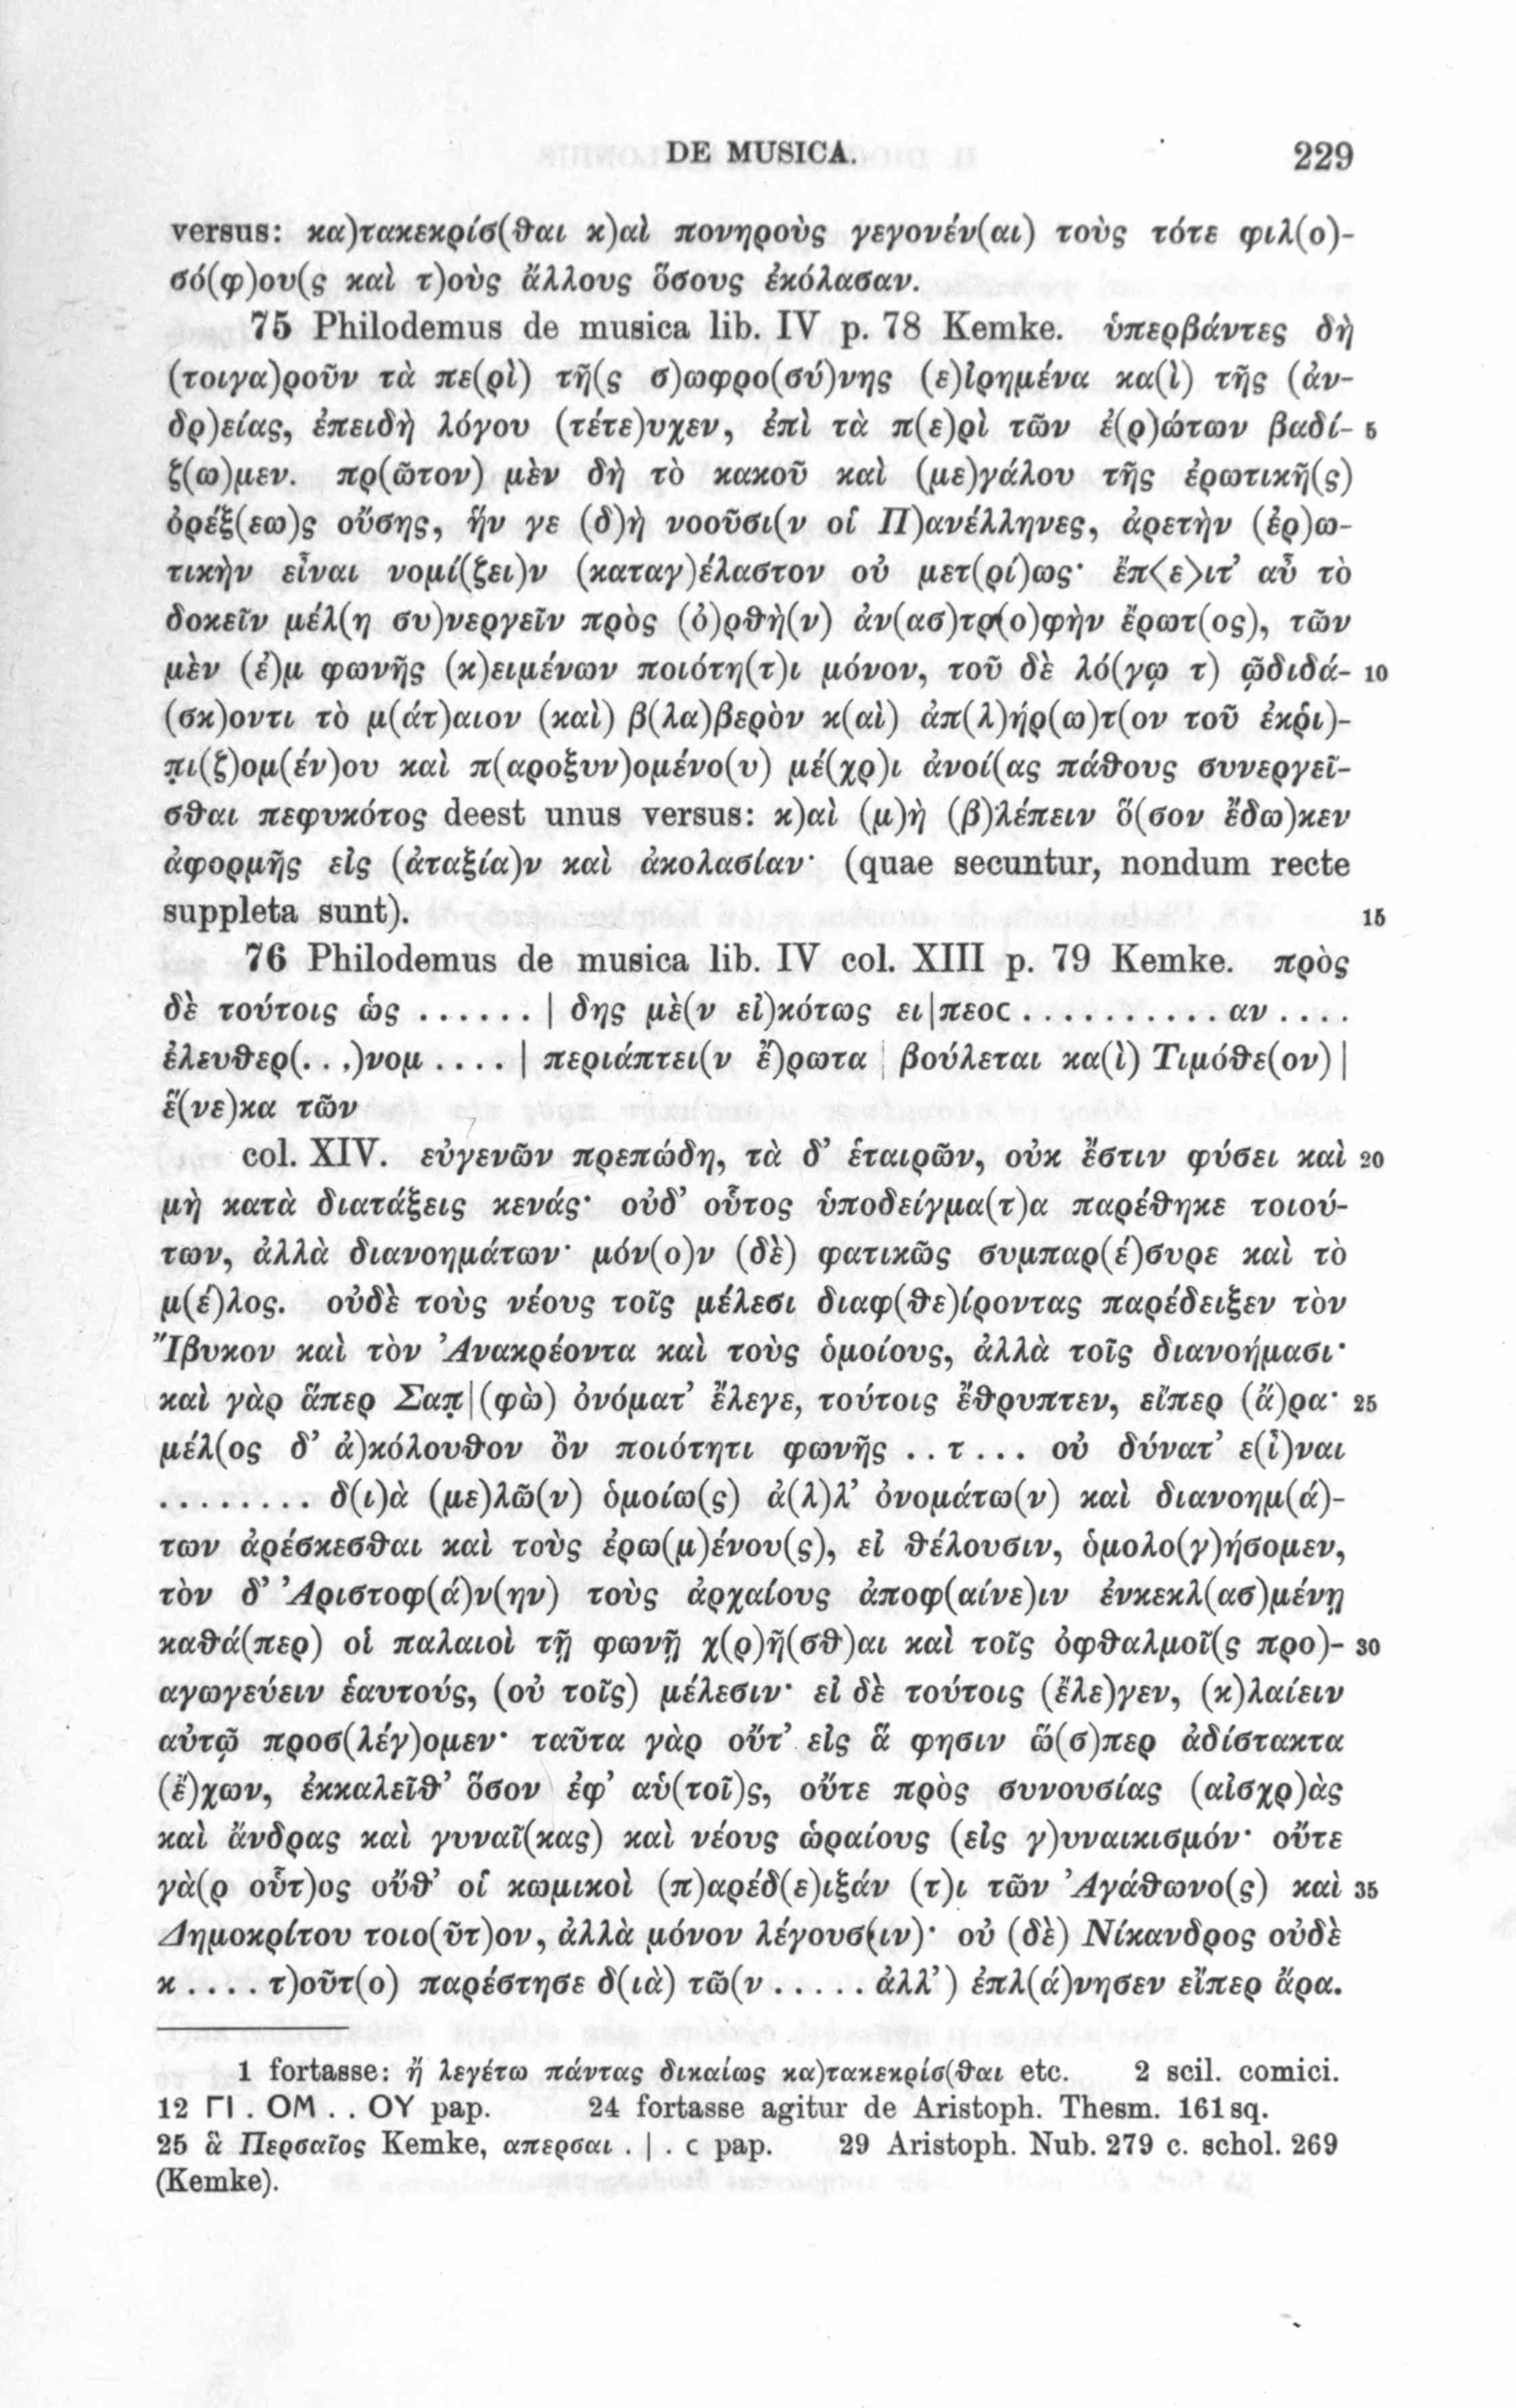 DE MUSICA. 229
versus: κα)τακεκρίσ(θαι κ)αὶ πονηροὺς γεγονέν(αι) τοὺς τότε φιλ(ο)-
σό(φ)ου(ς καὶ τ)οὺς ἄλλους ὅσους ἐκόλασαν.
75 Philodemus de musica lib. IV p. 78 Kemke. ὑπερβάντες δὴ
(τοιγα)ροῦν τὰ πε(ρὶ) τῆ(ς σ)ωφρο(σύ)νης (ε)ἰρημένα κα(ὶ) τῆς (ἀν-
δρ)είας, ἐπειδὴ λόγου (τέτε)υχεν, ἐπὶ τὰ π(ε)ρὶ τῶν ἐ(ρ)ώτων βαδί- 5
ζ(ω)μεν. πρ(ῶτον) μὲν δὴ τὸ κακοῦ καὶ (με)γάλου τῆς ἐρωτικῆ(ς)
ὀρέξ(εω)ς οὔσης, ἥν γε (δ)ὴ νοοῦσι(ν οἱ Π)ανέλληνες, ἀρετὴν (ἐρ)ω-
τικὴν εἶναι νομί(ζει)ν (καταγ)έλαστον οὐ μετ(ρί)ως· ἔπ<ε>ιτ’ αὖ τὸ
δοκεῖν μέλ(η συ)νεργεῖν πρὸς (ὀ)ρθὴ(ν) ἀν(ασ)τρ(ο)φὴν ἔρωτ(ος), τῶν
μὲν (ἐ)μ φωνῆς (κ)ειμένων ποιότη(τ)ι μόνον, τοῦ δὲ λό(γῳ τ) ῷδιδά- 10
(σκ)οντι τὸ μ(άτ)αιον (καὶ) β(λα)βερὸν κ(αὶ) ἀπ(λ)ήρ(ω)τ(ον τοῦ ἐκῤι)-
π̣ι(ζ)ομ(έν)ου καὶ π(αροξυν)ομένο(υ) μέ(χρ)ι ἀνοί(ας πάθους συνεργεῖ-
σθαι πεφυκότος deest unus versus: κ)αὶ (μ)ὴ (β)λέπειν ὅ(σον ἔδω)κεν
ἀφορμῆς εἰς (ἀταξία)ν καὶ ἀκολασίαν· (quae secuntur, nondum recte
suppleta sunt). 15
76 Philodemus de musica lib. IV col. XIII p. 79 Kemke. πρὸς
δὲ τούτοις ὡς ...... | δης μὲ(ν εἰ)κότως ει|πεοc .......... αν ....
ἐλευθερ(...)νομ .... | περιάπτει(ν ἔ)ρωτα | βούλεται κα(ὶ) Τιμόθε(ον) |
ἕ(νε)κα τῶν
col. XIV. εὐγενῶν πρεπώδη, τὰ δ’ ἑταιρῶν, οὐκ ἔστιν φύσει καὶ 20
μὴ κατὰ διατάξεις κενάς· οὐδ’ οὗτος ὑποδείγμα(τ)α παρέθηκε τοιού-
των, ἀλλὰ διανοημάτων· μόν(ο)ν (δὲ) φατικῶς συμπαρ(έ)συρε καὶ τὸ
μ(έ)λος. οὐδὲ τοὺς νέους τοῖς μέλεσι διαφ(θε)ίροντας παρέδειξεν τὸν
Ἴβυκον καὶ τὸν Ἀνακρέοντα καὶ τοὺς ὁμοίους, ἀλλὰ τοῖς διανοήμασι·
καὶ γὰρ ἅπερ Σαπ̣|(φὼ) ὀνόματ’ ἔλεγε, τούτοις ἔθρυπτεν, εἴπερ (ἄ)ρα· 25
μέλ(ος δ’ ἀ)κόλουθον ὂν ποιότητι φωνῆς ..τ... οὐ δύνατ’ ε(ἶ)ναι
........ δ(ι)ὰ (με)λῶ(ν) ὁμοίω(ς) ἀ(λ)λ’ ὀνομάτω(ν) καὶ διανοημ(ά)-
των ἀρέσκεσθαι καὶ τοὺς ἐρω(μ)ένου(ς), εἰ θέλουσιν, ὁμολο(γ)ήσομεν,
τὸν δ’ Ἀριστοφ(ά)ν(ην) τοὺς ἀρχαίους ἀποφ(αίνε)ιν ἐνκεκλ(ασ)μένῃ
καθά(περ) οἱ παλαιοὶ τῇ φωνῇ χ(ρ)ῆ(σθ)αι καὶ τοῖς ὀφθαλμοῖ(ς προ)- 30
αγωγεύειν ἑαυτούς, (οὐ τοῖς) μέλεσιν· εἰ δὲ τούτοις (ἔλε)γεν, (κ)λαίειν
αὐτῷ προσ(λέγ)ομεν· ταῦτα γὰρ οὔτ’ εἰς ἅ φησιν ὥ(σ)περ ἀδίστακτα
(ἔ)χων, ἐκκαλεῖθ’ ὅσον ἐφ’ αὑ(τοῖ)ς, οὔτε πρὸς συνουσίας (αἰσχρ)ὰς
καὶ ἄνδρας καὶ γυναῖ(κας) καὶ νέους ὡραίους (εἰς γ)υναικισμόν· οὔτε
γὰ(ρ οὗτ)ος οὔθ’ οἱ κωμικοὶ (π)αρέδ(ε)ιξάν (τ)ι τῶν Ἀγάθωνο(ς) καὶ 35
Δημοκρίτου τοιο(ῦτ)ον, ἀλλὰ μόνον λέγουσ(ιν)· οὐ (δὲ) Νίκανδρος οὐδὲ
κ....τ)οῦτ(ο) παρέστησε δ(ιὰ) τῶ(ν.....ἀλλ’) ἐπλ(ά)νησεν εἴπερ ἄρα.
1 fortasse: ἢ λεγέτω πάντας δικαίως κα)τακεκρίσ(θαι etc. 2 scil. comici.
12 ΓΙ . ΟΜ . . ΟΥ pap. 24 fortasse agitur de Aristoph. Thesm. 161 sq.
25 ἃ Περσαῖος Kemke, απερσαι . | . c pap. 29 Aristoph. Nub. 279 c. schol. 269
(Kemke).